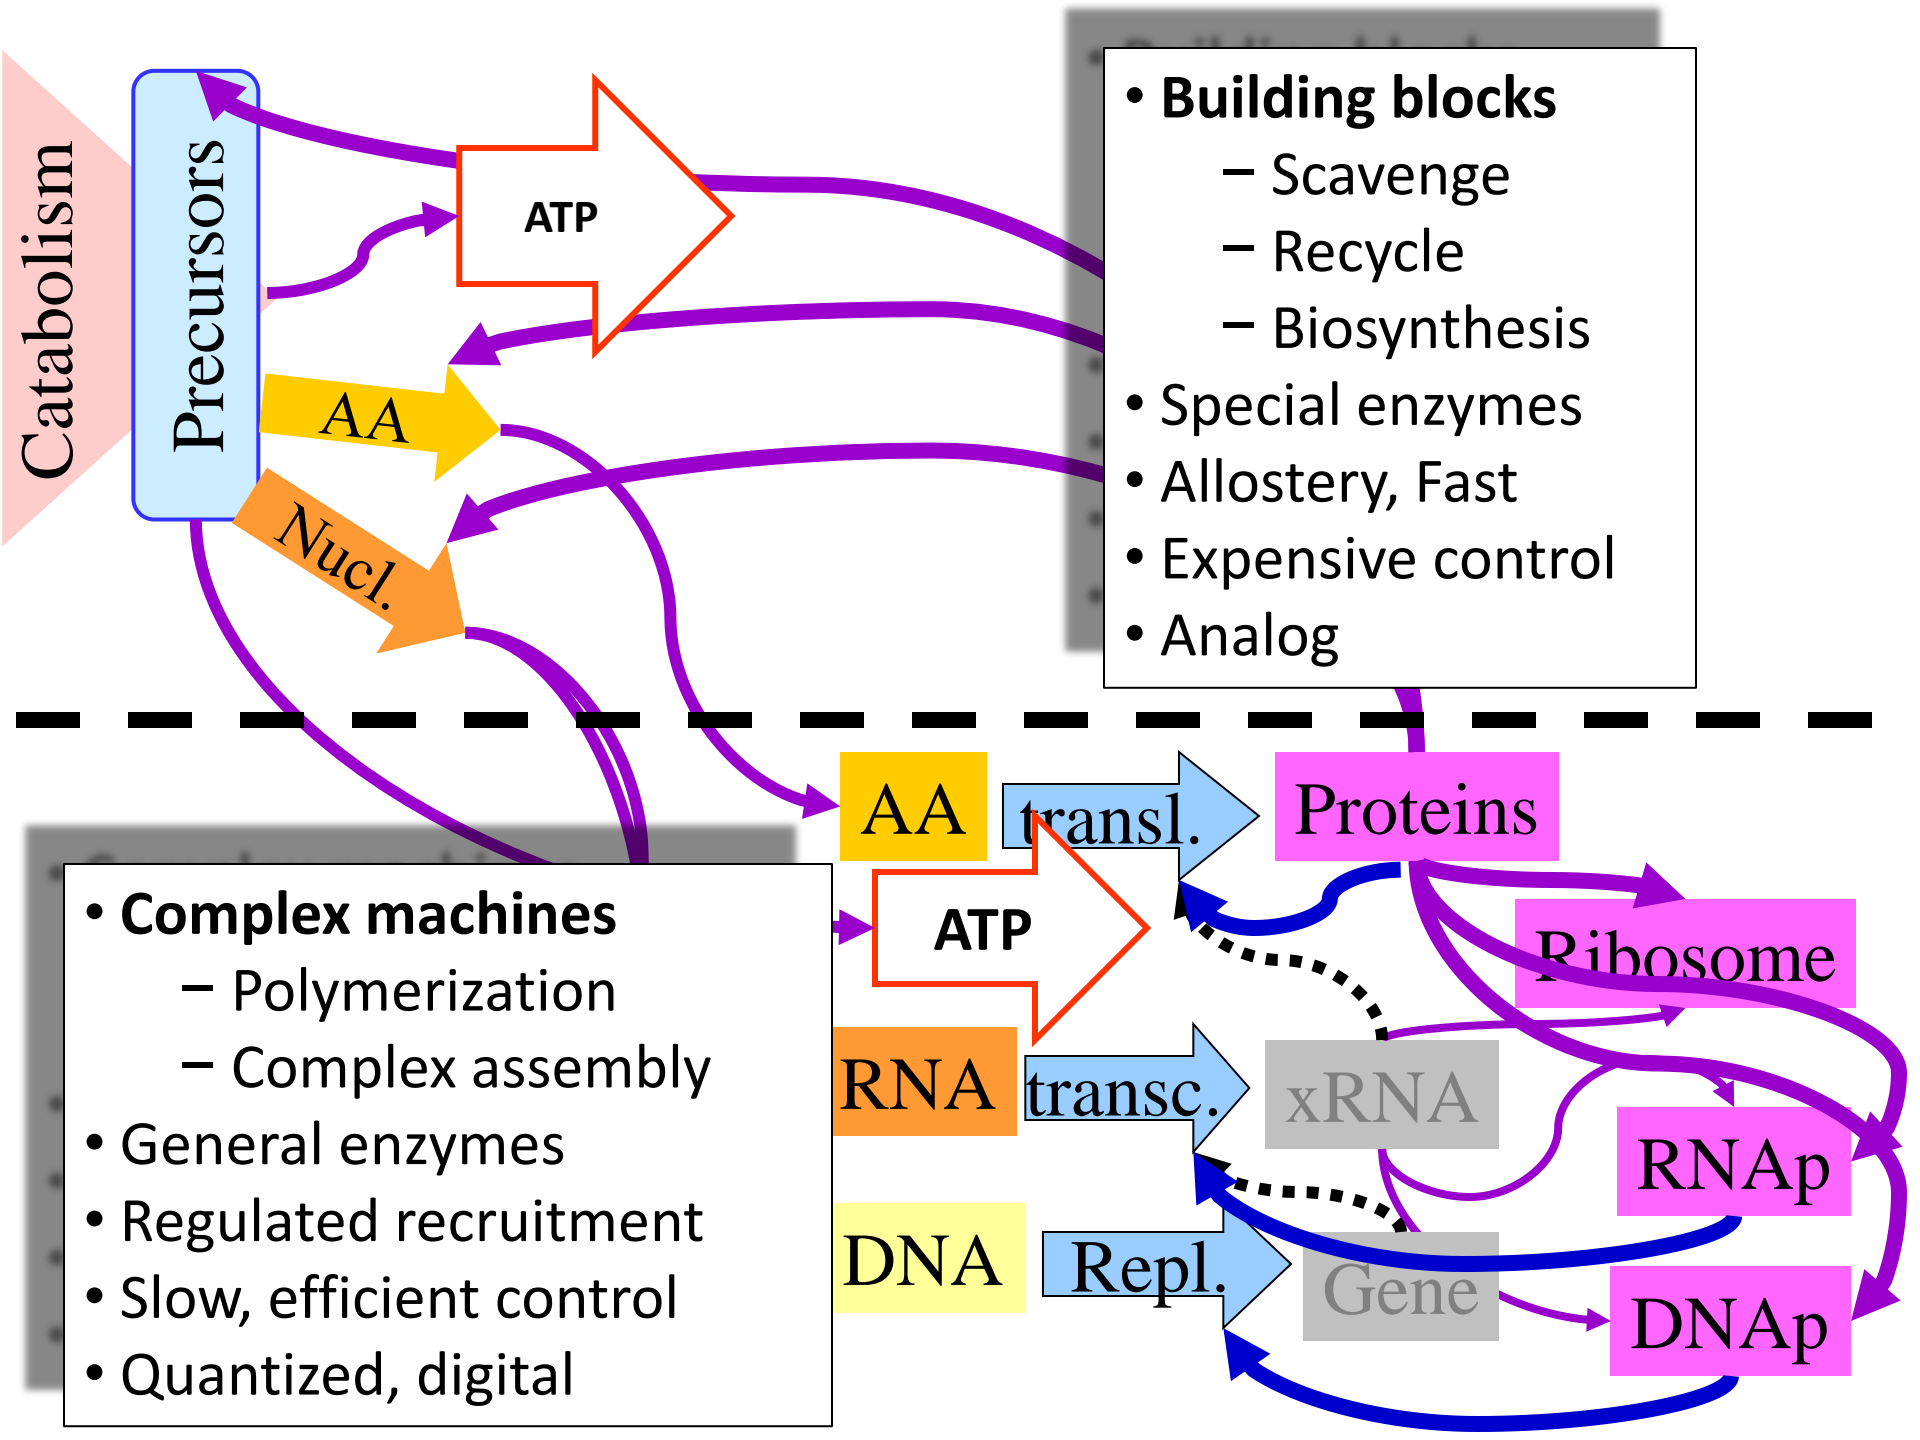 Catabolism
Precursors
ATP
AA
Nucl.
• Building blocks
– Scavenge
– Recycle
– Biosynthesis
• Special enzymes
• Allostery, Fast
• Expensive control
• Analog
AA
transl.
Proteins
ATP
Ribosome
RNA
transc.
xRNA
RNAp
DNA
Repl.
Gene
DNAp
• Complex machines
– Polymerization
– Complex assembly
• General enzymes
• Regulated recruitment
• Slow, efficient control
• Quantized, digital